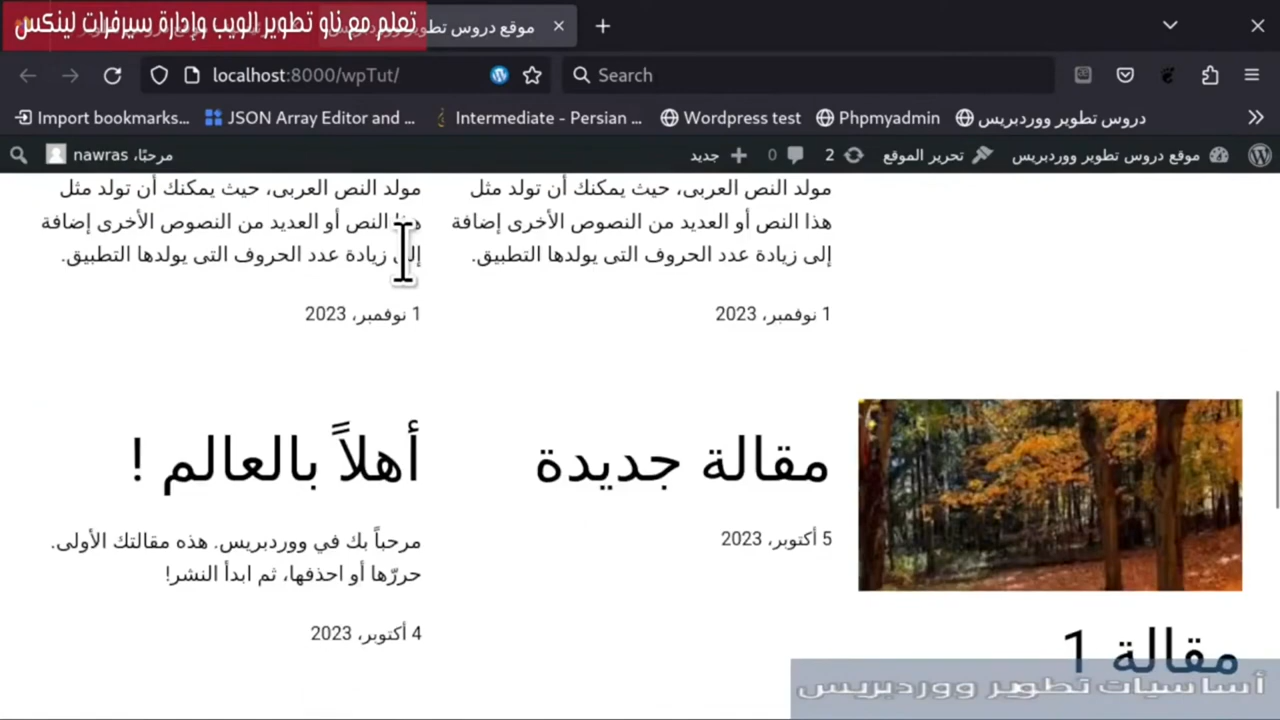 تعلم مع ناو تطوير الويب وإدارة سيرفرات لينكس
موقع دروس تطوير ووردبريس
localhost:8000/wpTut/
Search
Import bookmarks...
JSON Array Editor and ...
Intermediate - Persian ...
Wordpress test
Phpmyadmin
دروس تطوير ووردبريس
موقع دروس تطوير ووردبريس
2
تحرير الموقع
0
جديد
مرحبًا، nawras
مولد النص العربى، حيث يمكنك أن تولد مثل
هذا النص أو العديد من النصوص الأخرى إضافة
إلى زيادة عدد الحروف التى يولدها التطبيق.
1 نوفمبر، 2023
مولد النص العربى، حيث يمكنك أن تولد مثل
هذا النص أو العديد من النصوص الأخرى إضافة
إلى زيادة عدد الحروف التى يولدها التطبيق.
1 نوفمبر، 2023
مقالة 1
مقالة جديدة
5 أكتوبر، 2023
أهلاً بالعالم !
مرحباً بك في ووردبريس. هذه مقالتك الأولى.
حررّها أو احذفها، ثم ابدأ النشر!
4 أكتوبر، 2023
أساسيات تطوير ووردبريس